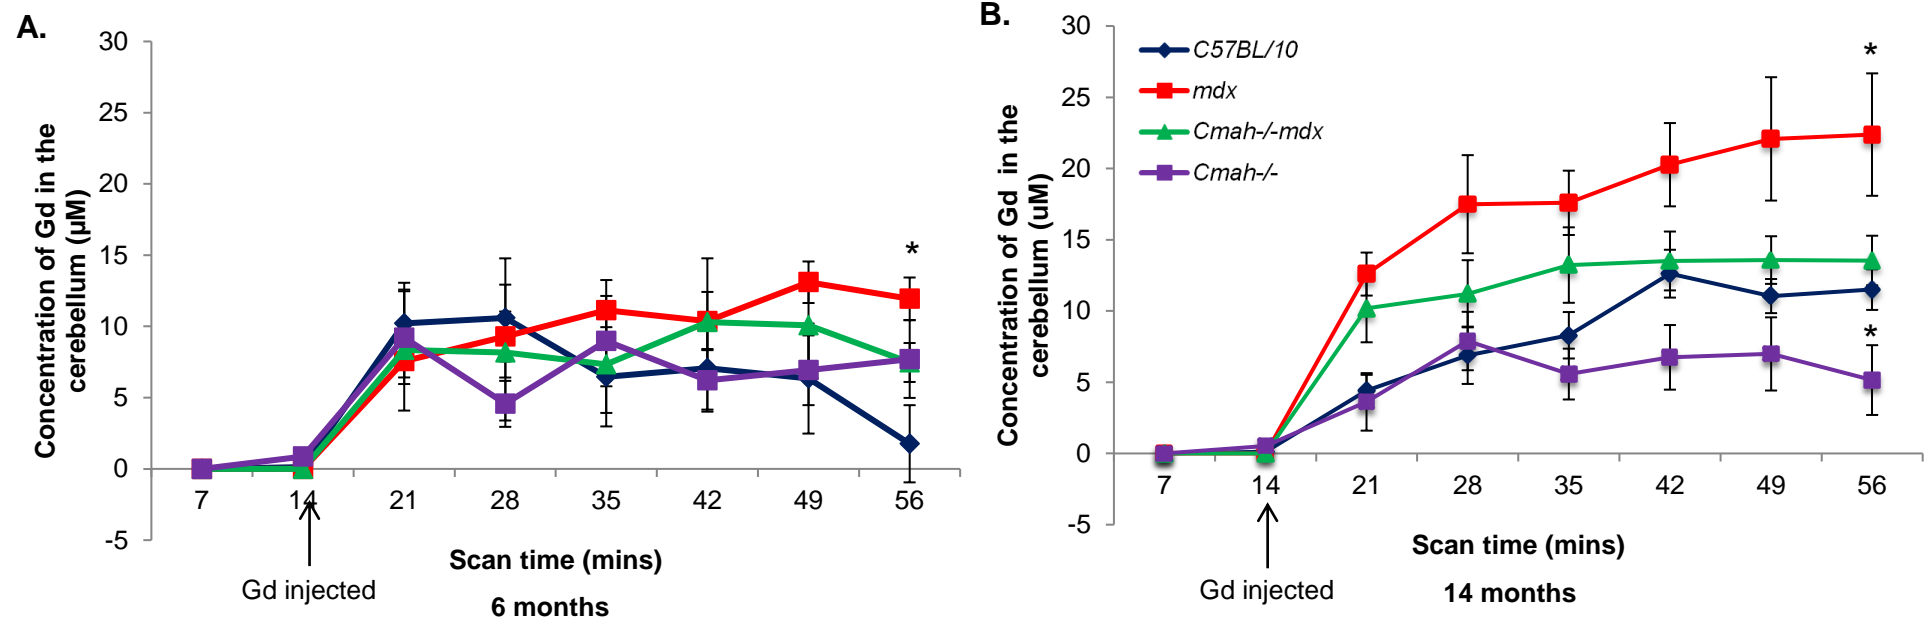 A.
30
25
20
15
10
5
0
-5
Concentration of Gd in the
cerebellum (µM)
7 14 21 28 35 42 49 56
*
Gd injected
Scan time (mins)
6 months
B.
30
25
20
15
10
5
0
-5
Concentration of Gd in the
cerebellum (uM)
C57BL/10
mdx
Cmah-/-mdx
Cmah-/-
*
*
7 14 21 28 35 42 49 56
Gd injected
Scan time (mins)
14 months